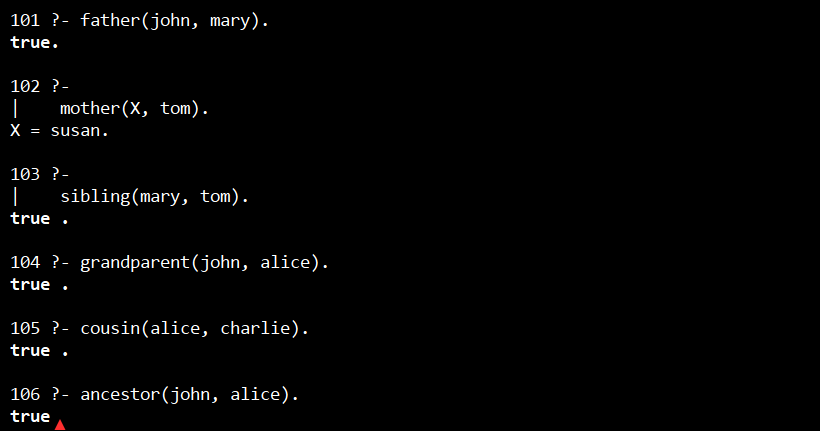 101 ?- father(john, mary).
true.

102 ?-
|    mother(X, tom).
X = susan.

103 ?-
|    sibling(mary, tom).
true .

104 ?- grandparent(john, alice).
true .

105 ?- cousin(alice, charlie).
true .

106 ?- ancestor(john, alice).
true